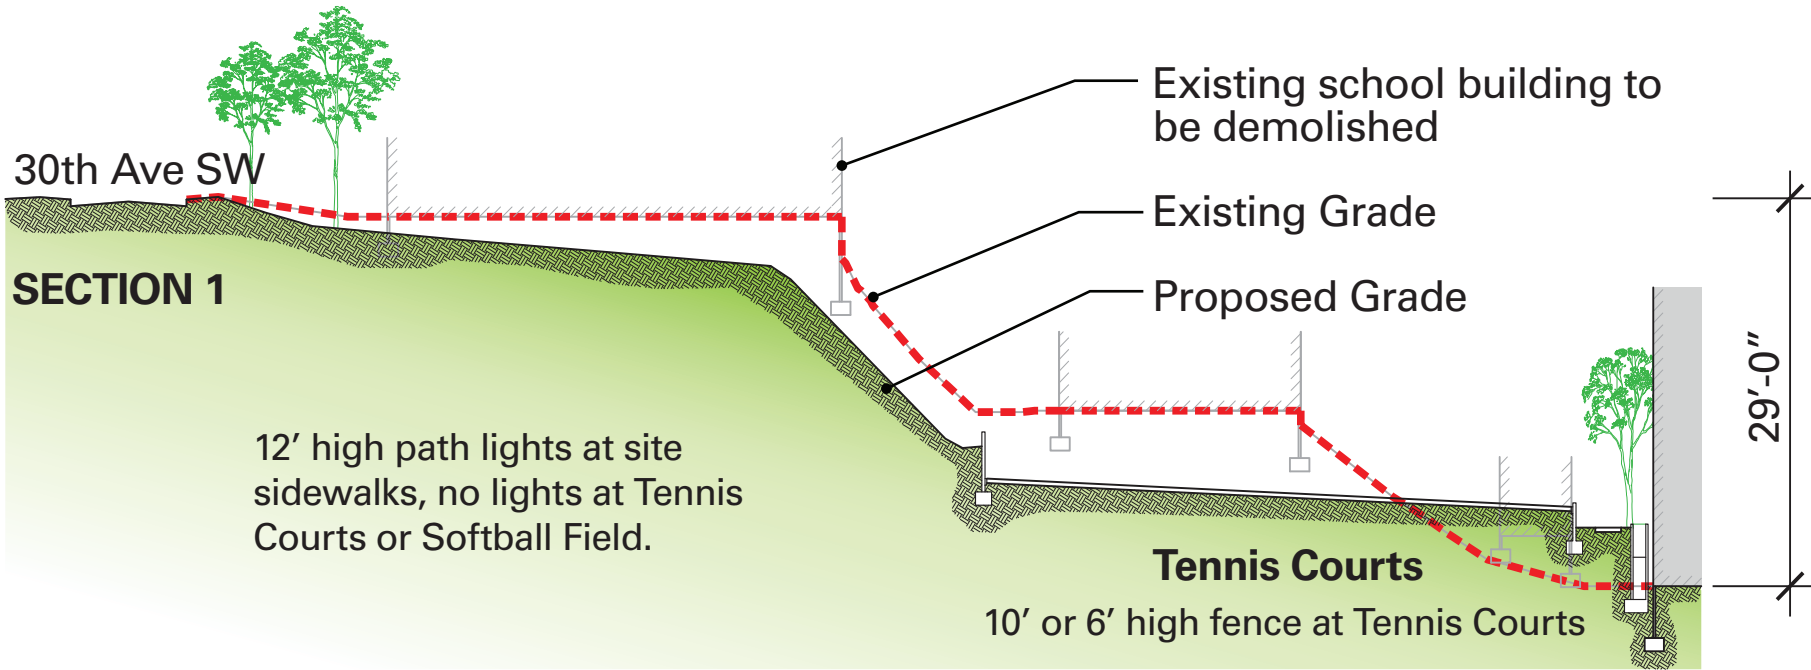 Existing school building to
be demolished
30th Ave SW
Existing Grade
SECTION 1
Proposed Grade
29’-0”
12’ high path lights at site
sidewalks, no lights at Tennis
Courts or Softball Field.
Tennis Courts
10’ or 6’ high fence at Tennis Courts